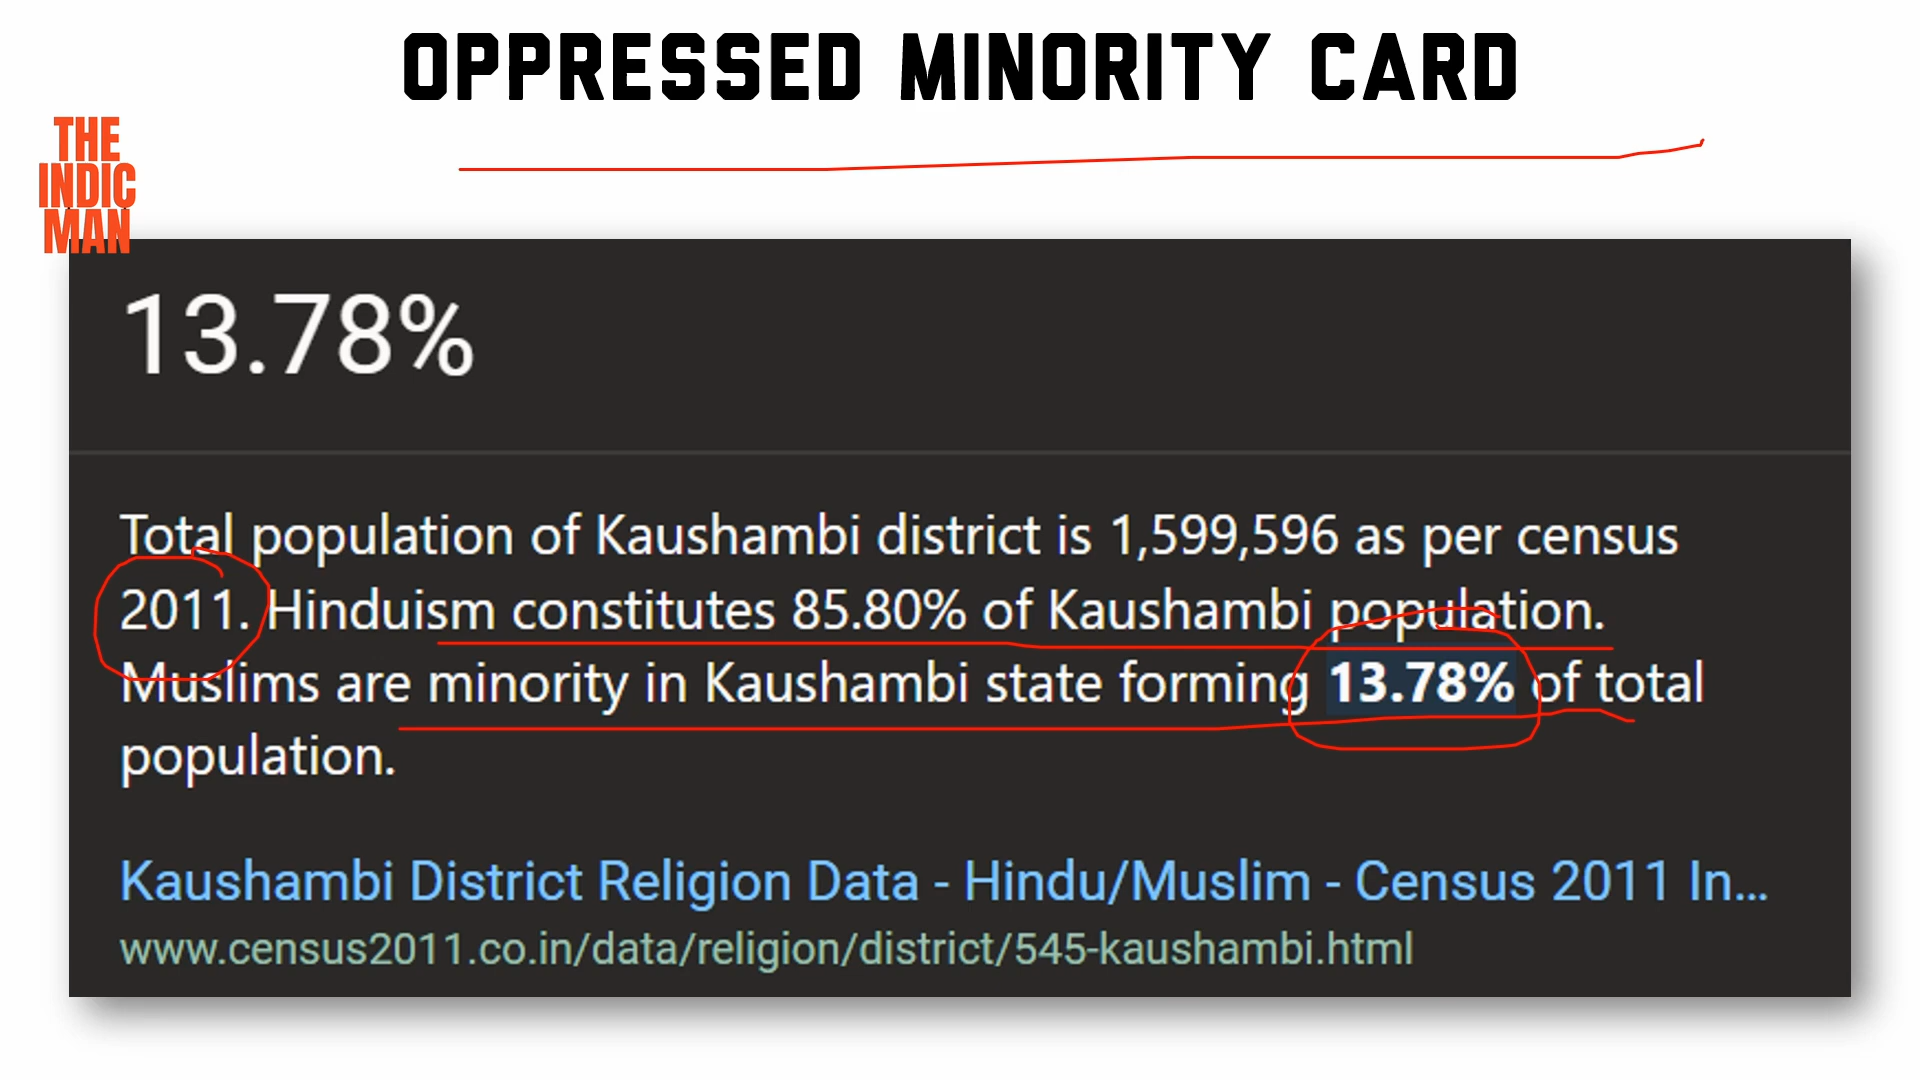 OPPRESSED MINORITY CARD
THE
INDIC
MAN
13.78%
Total population of Kaushambi district is 1,599,596 as per census
2011. Hinduism constitutes 85.80% of Kaushambi population.
Muslims are minority in Kaushambi state forming 13.78% of total
population.
Kaushambi District Religion Data - Hindu/Muslim - Census 2011 In...
www.census2011.co.in/data/religion/district/545-kaushambi.html